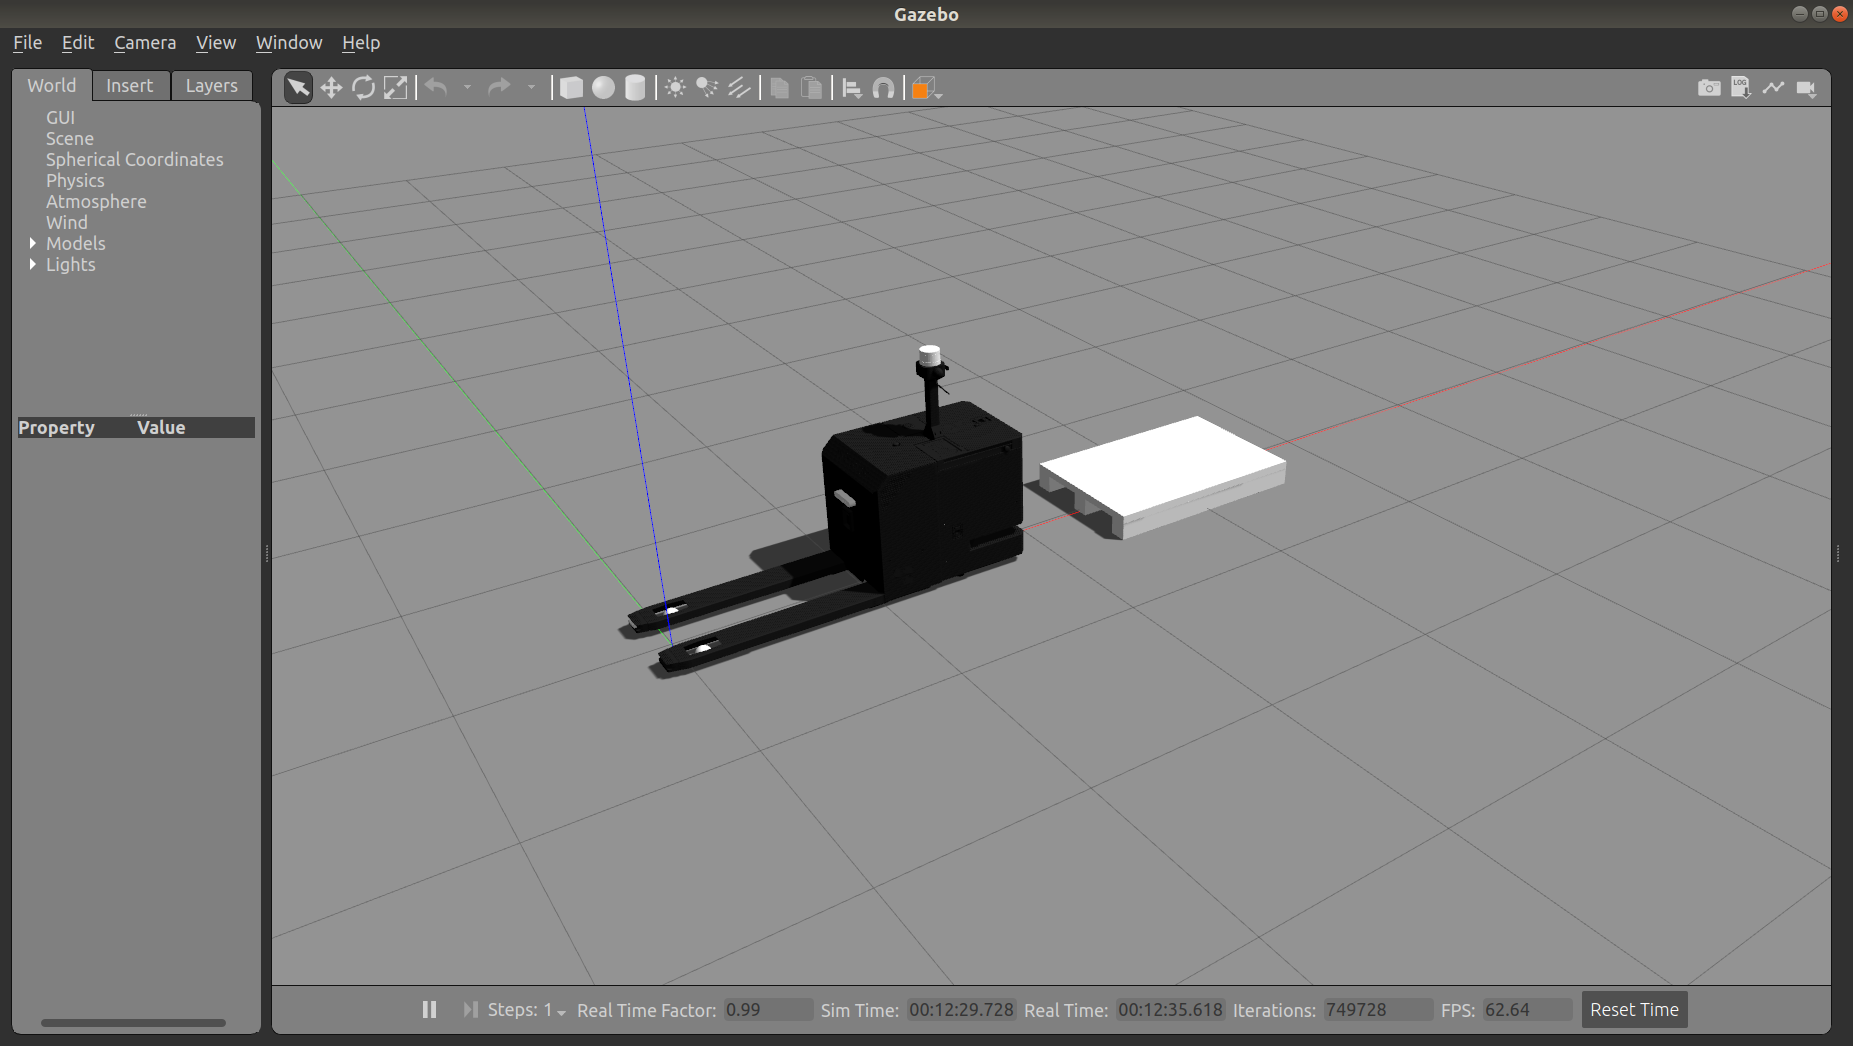 Gazebo
File Edit Camera View Window Help
World Insert Layers
LOG
GUI
Scene
Spherical Coordinates
Physics
Atmosphere
Wind
Models
Lights
Property Value
Steps: 1 Real Time Factor: 0.99 Sim Time: 00:12:29.728 Real Time: 00:12:35.618 Iterations: 749728 FPS: 62.64 Reset Time